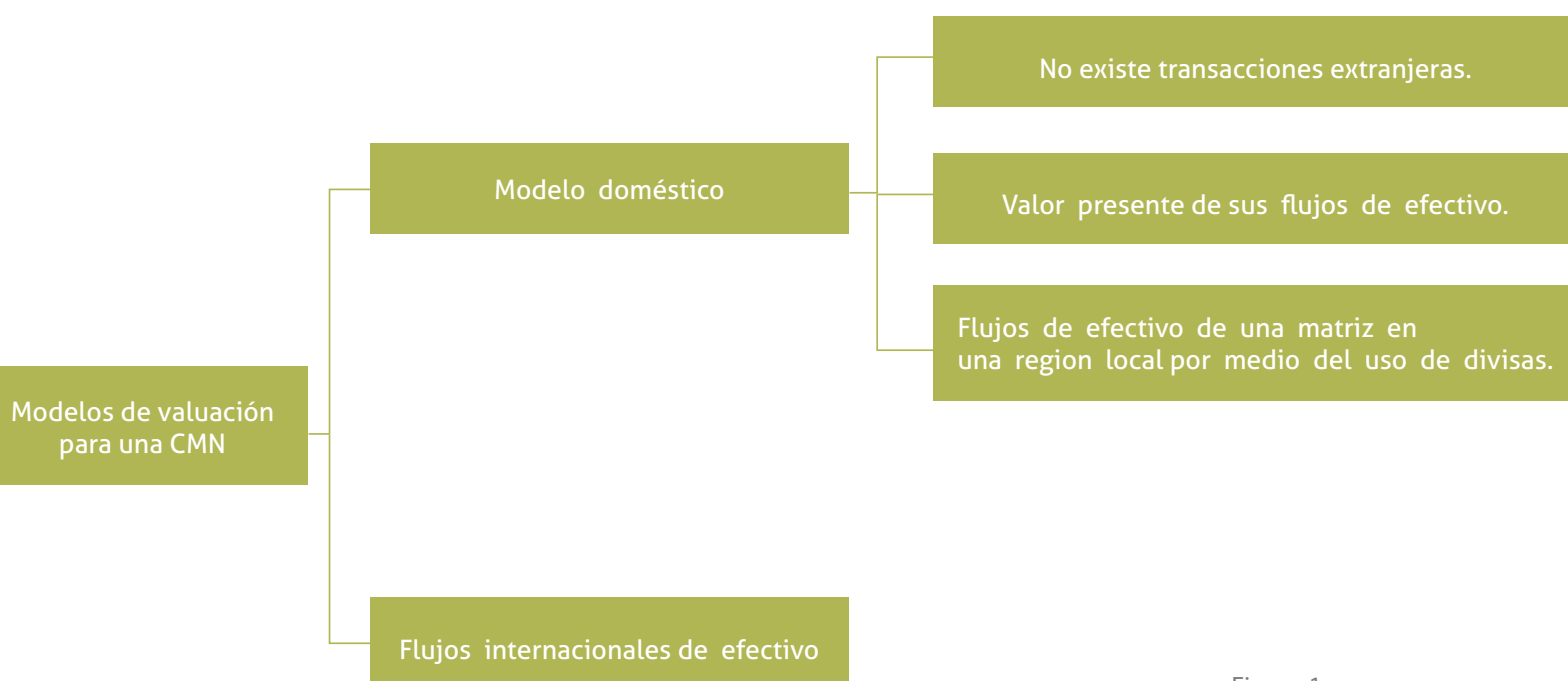 No existe transacciones extranjeras.
Modelo doméstico
Valor presente de sus flujos de efectivo.
Flujos de efectivo de una matriz en
una region local por medio del uso de divisas.
Modelos de valuación
para una CMN
Flujos internacionales de efectivo